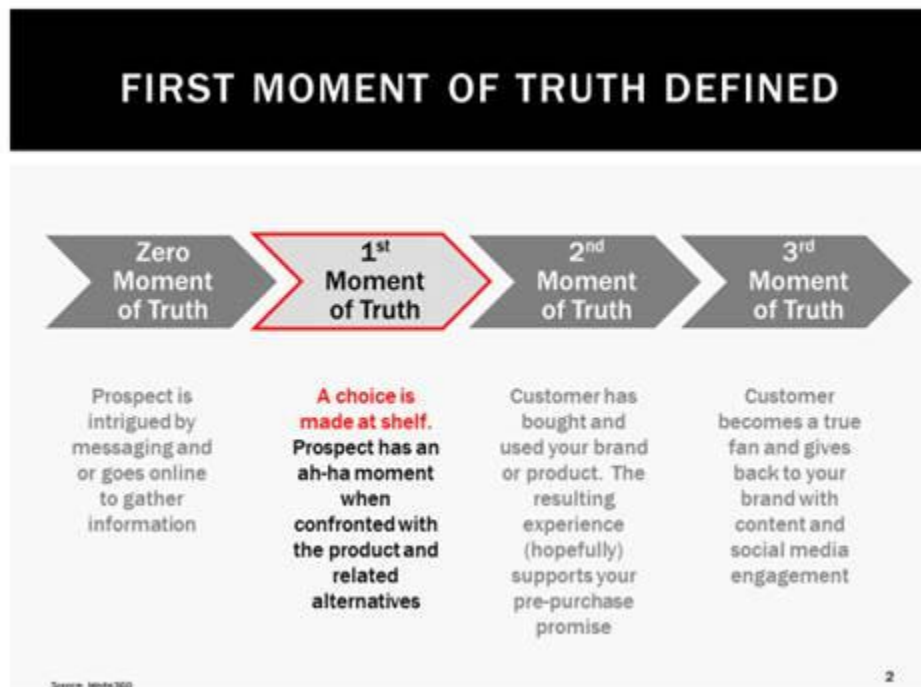 FIRST MOMENT OF TRUTH DEFINED
Zero
Moment
of Truth
1st
Moment
of Truth
2nd
Moment
of Truth
3rd
Moment
of Truth
Prospect is
intrigued by
messaging and
or goes online
to gather
information
A choice is
made at shelf.
Prospect has an
ah-ha moment
when
confronted with
the product and
related
alternatives
Customer has
bought and
used your brand
or product. The
resulting
experience
(hopefully)
supports your
pre-purchase
promise
Customer
becomes a true
fan and gives
back to your
brand with
content and
social media
engagement
2